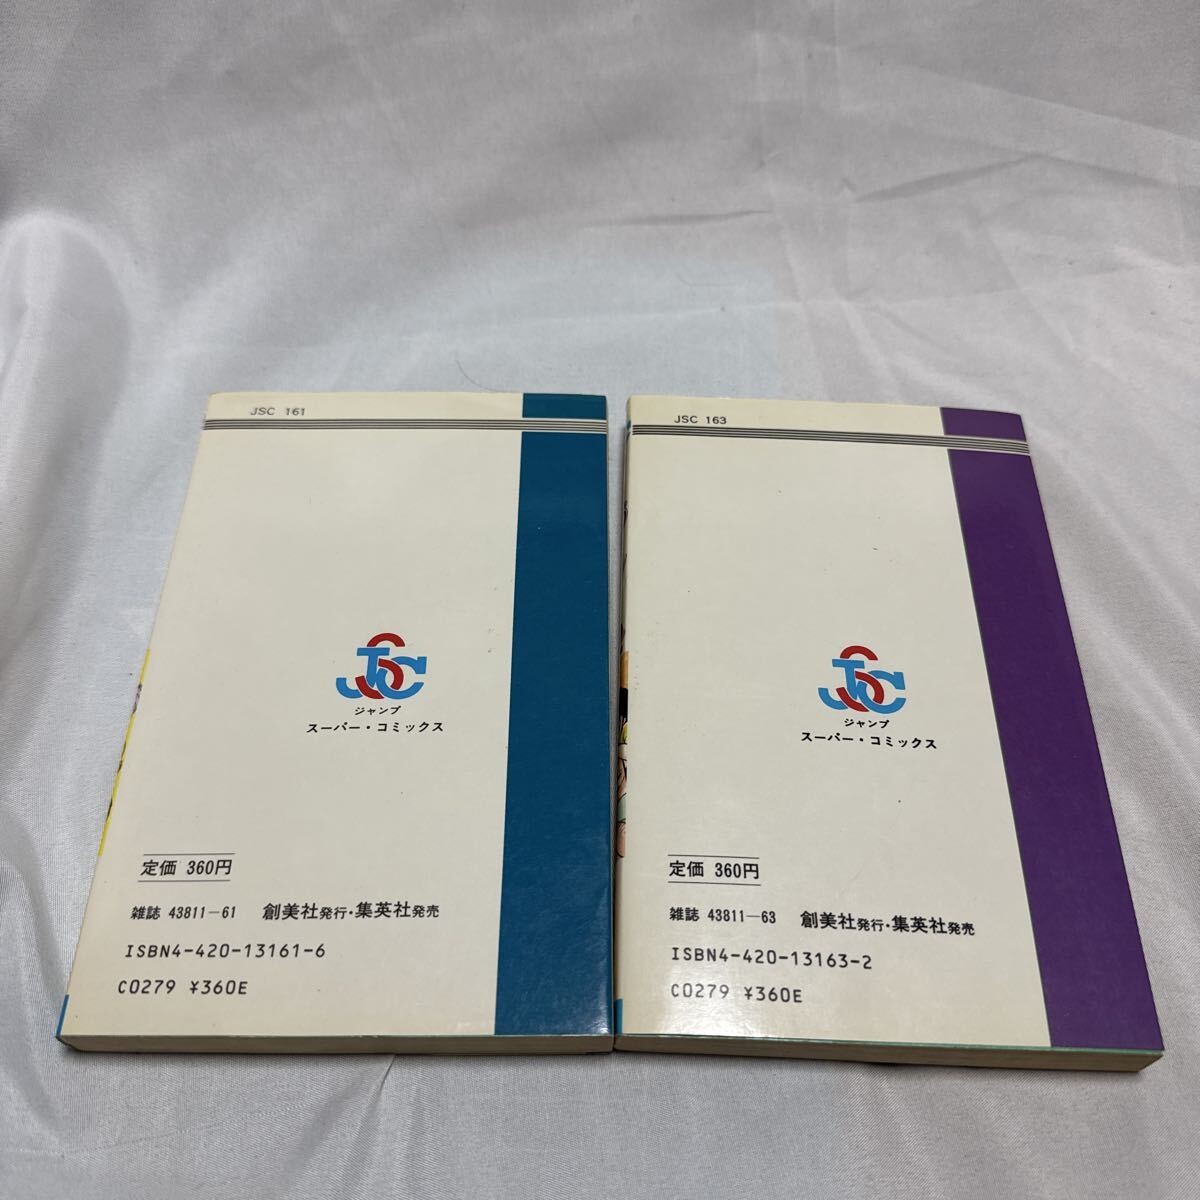 JSC 161
JSC
ジャンプ
スーパー・コミックス
定価 360円
雑誌 43811-61 創美社発行・集英社発売
ISBN4-420-13161-6
C0279 ¥360E
JSC 163
JSC
ジャンプ
スーパー・コミックス
定価 360円
雑誌 43811-63 創美社発行・集英社発売
ISBN4-420-13163-2
C0279 ¥360E